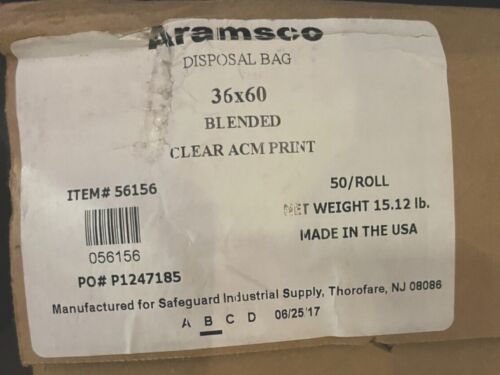 Aramsco
DISPOSAL BAG
36x60
BLENDED
CLEAR ACM PRINT
ITEM# 56156
50/ROLL
NET WEIGHT 15.12 lb.
056156
MADE IN THE USA
PO# P1247185
Manufactured for Safeguard Industrial Supply, Thorofare, NJ 08086
A B C D 06/25/17